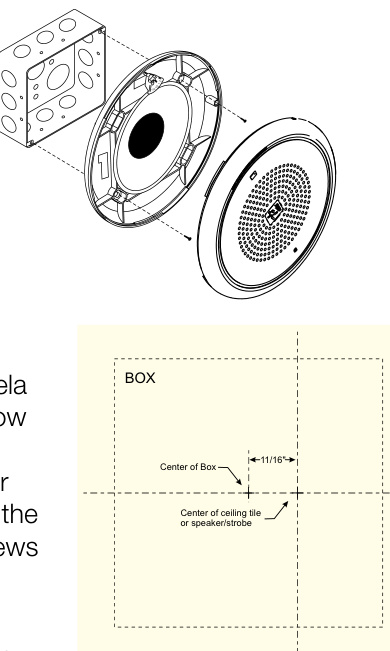 ela
ow
r
the
ews
BOX
11/16"
Center of Box
Center of ceiling tile
or speaker/strobe